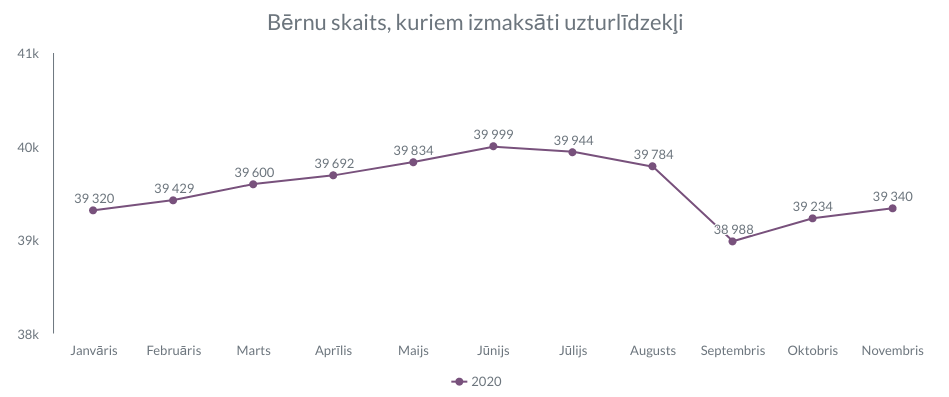 Bērnu skaits, kuriem izmaksāti uzturlīdzekļi
41k
40k
39k
38k
39 320
39 429
39 600
39 692
39 834
39 999
39 944
39 784
38 988
39 234
39 340
Janvāris Februāris Marts Aprīlis Maijs Jūnijs Jūlijs Augusts Septembris Oktobris Novembris
2020